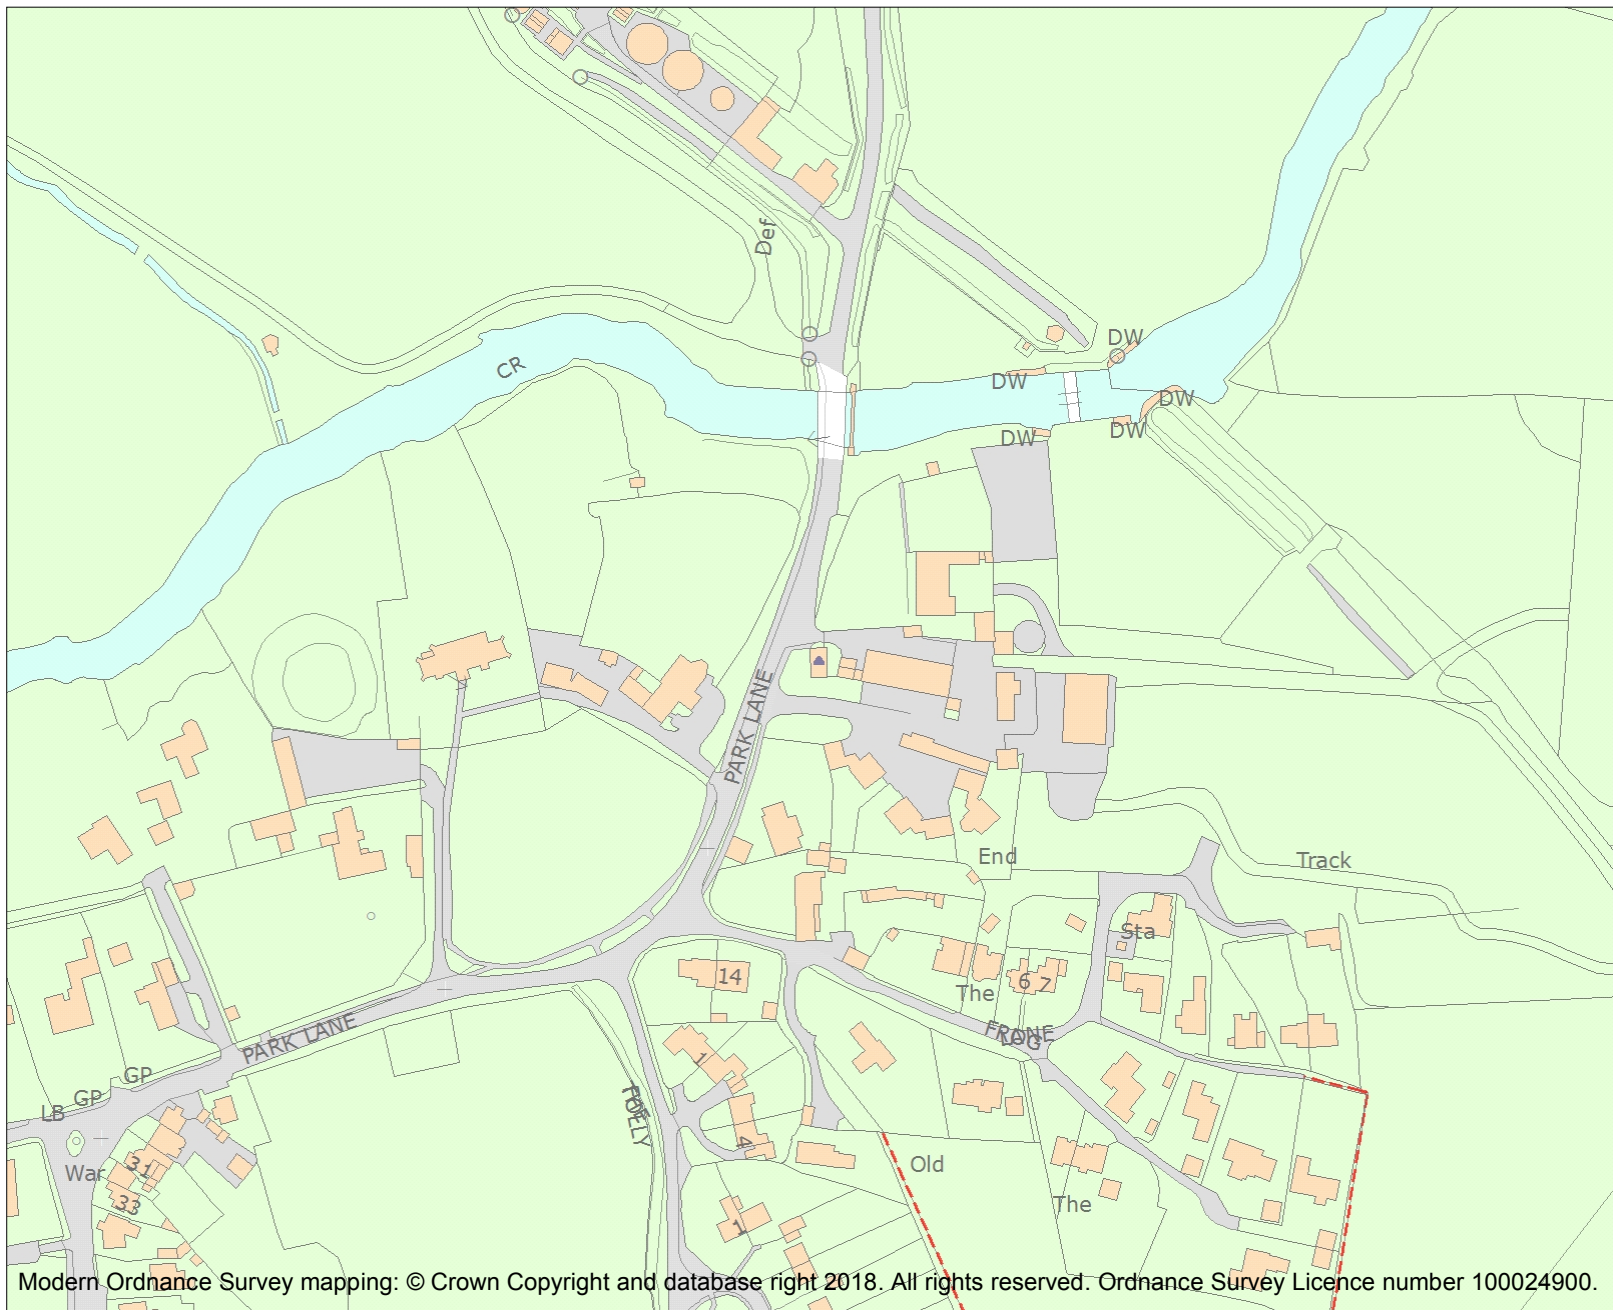 Def
DW
CR
DW
DW
DW
DW
PARK LANE
End
Track
Sta
14
6 7
The
PARK LANE
GP
GP
LB
1
4
War
31
33
Old
The
1
Modern Ordnance Survey mapping: © Crown Copyright and database right 2018. All rights reserved. Ordnance Survey Licence number 100024900.